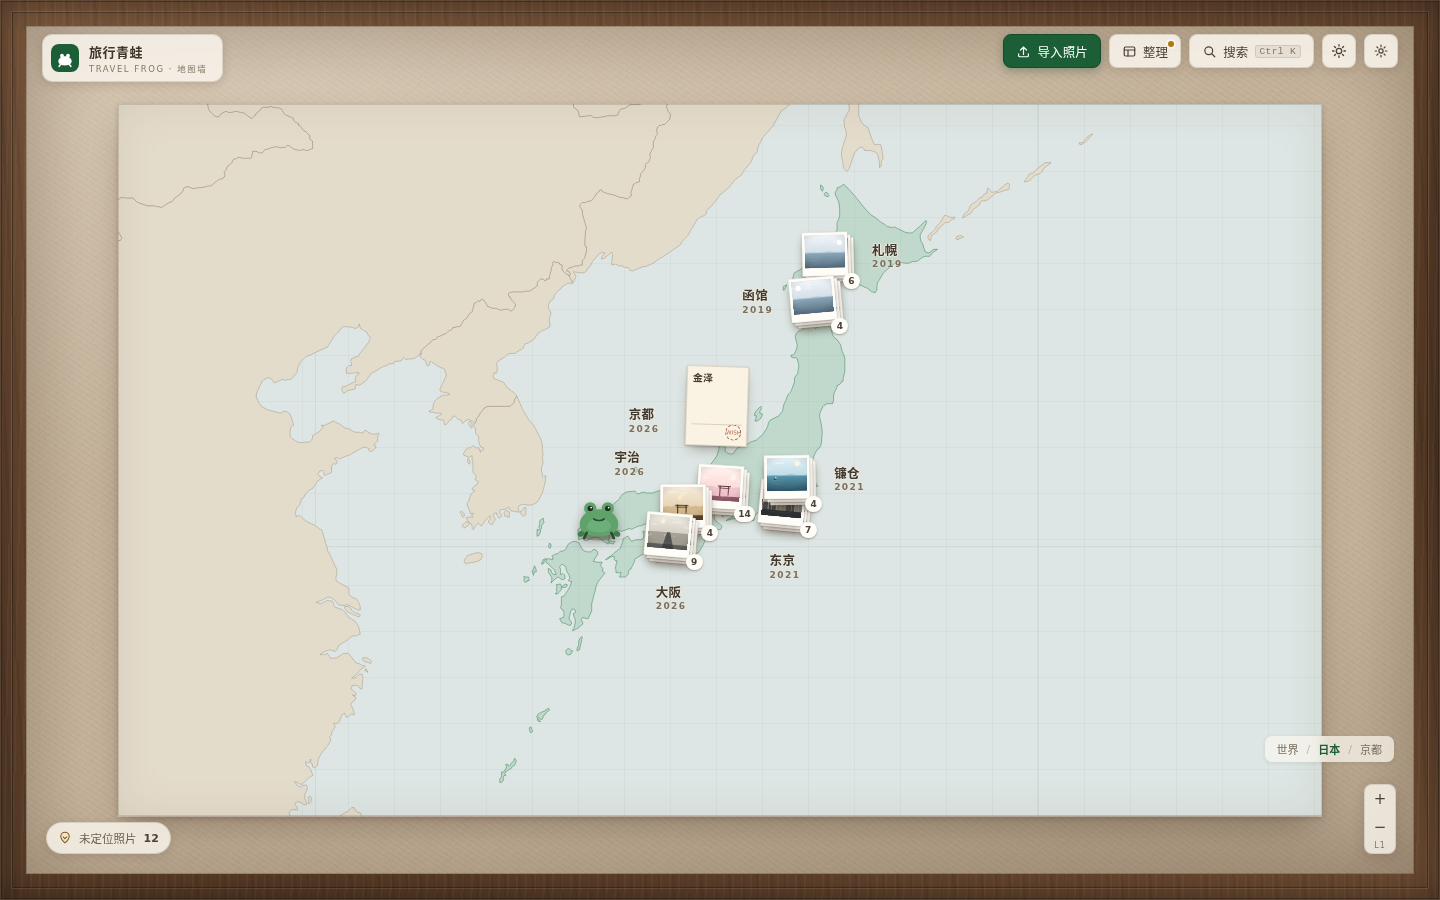 旅行青蛙
TRAVEL FROG · 地图墙
导入照片
整理
搜索 Ctrl K
札幌
2019
6
函馆
2019
4
金泽
WISH
京都
2026
宇治
2026
14
4
9
镰仓
2021
4
7
东京
2021
大阪
2026
世界 / 日本 / 京都
+
−
L1
未定位照片 12